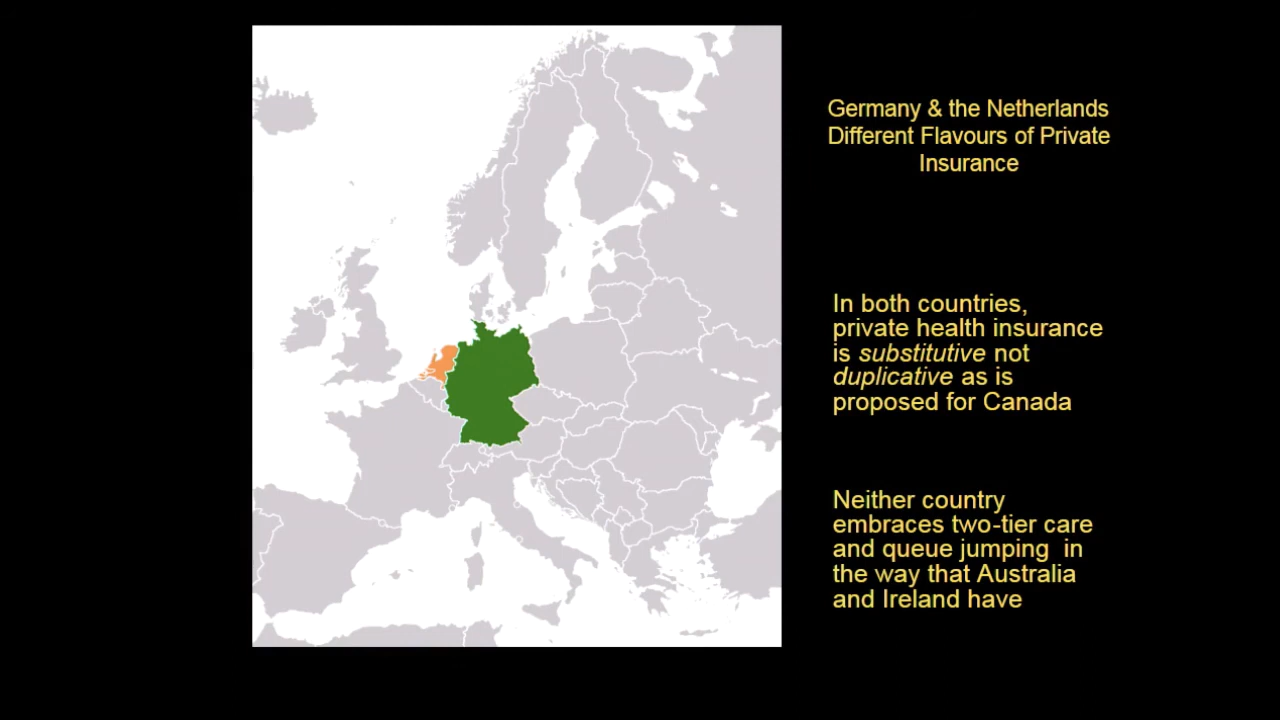 Germany & the Netherlands
Different Flavours of Private
Insurance
In both countries,
private health insurance
is substitutive not
duplicative as is
proposed for Canada
Neither country
embraces two-tier care
and queue jumping  in
the way that Australia
and Ireland have